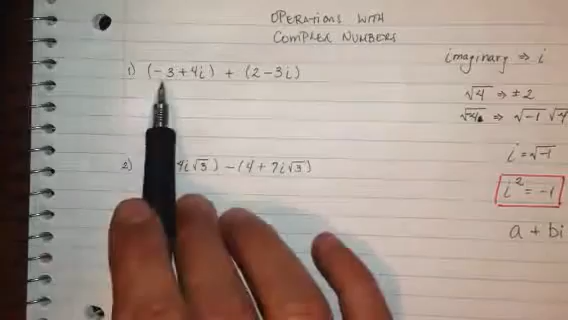 OPERATIONS WITH
COMPLEX NUMBERS
1) (-3+4i) + (2-3i)
2) 4i√3) -(4+7i√3)
imaginary ⇒ i
√4 ⇒ ±2
√-4 ⇒ √-1 √4
i = √-1
i² = -1
a + bi